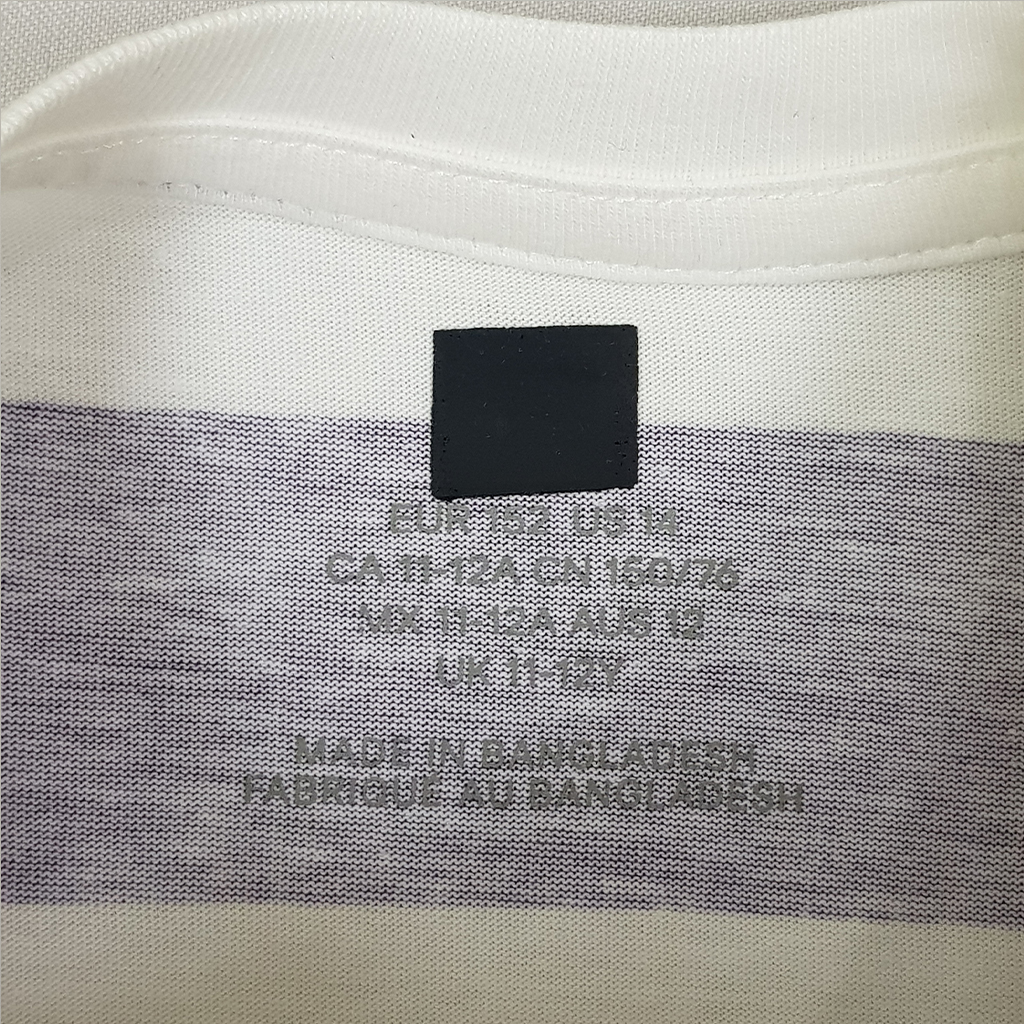 EUR 152 US 14
CA 11-12A CN 150/76
MX 11-12A AUS 12
UK 11-12Y
MADE IN BANGLADESH
FABRIQUÉ AU BANGLADESH